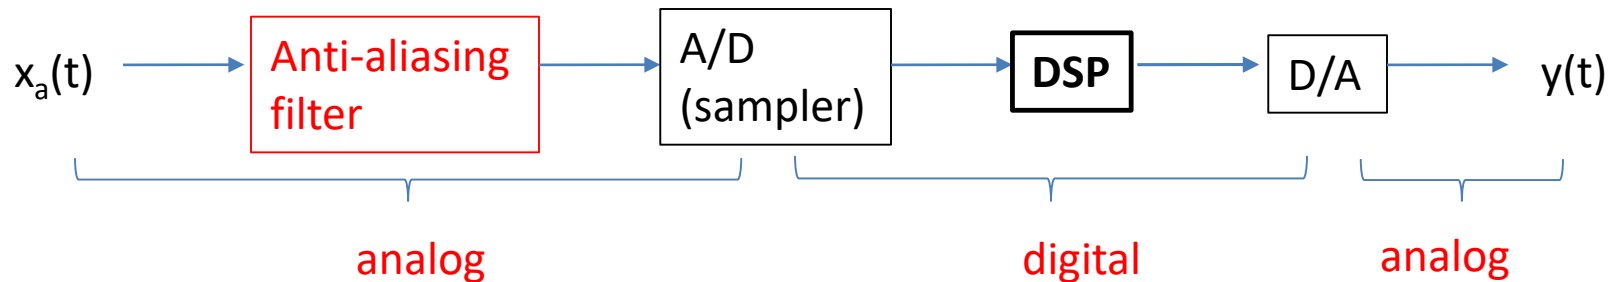 xa(t)
Anti-aliasing
filter
A/D
(sampler)
DSP
D/A
y(t)
analog
digital
analog